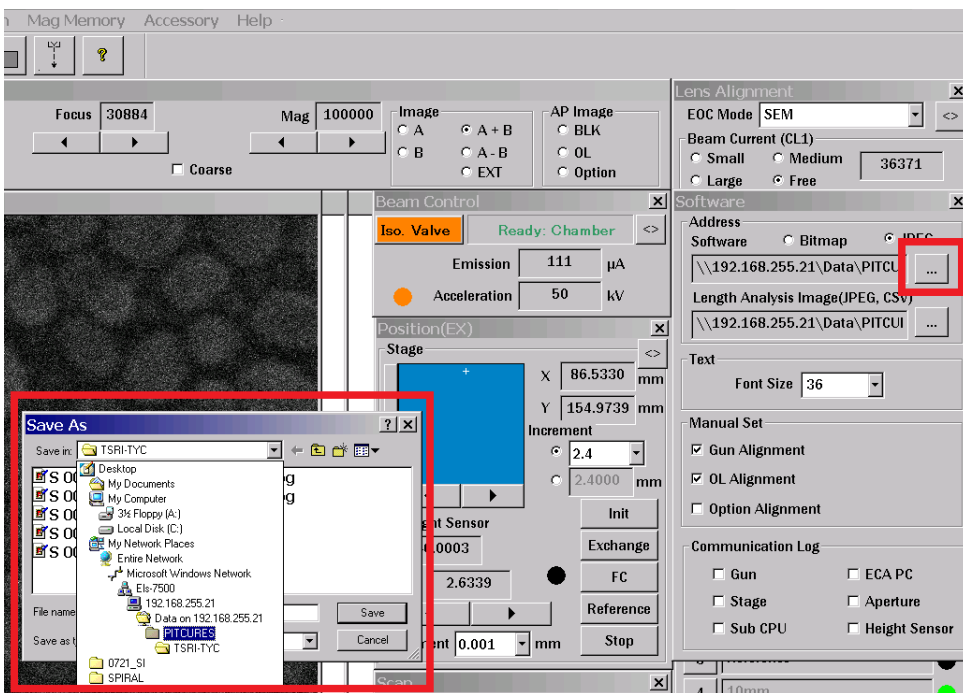 Mag Memory Accessory Help
?
Focus 30884
Mag 100000
Coarse
Image
A A + B
B A - B
EXT
AP Image
BLK
OL
Option
Lens Alignment
EOC Mode SEM
<>
Beam Current (CL1)
Small Medium
Large Free
36371
Beam Control
Iso. Valve Ready: Chamber <>
Emission 111 µA
Acceleration 50 kV
Position(EX)
Stage
<>
X 86.5330 mm
Y 154.9739 mm
Increment
2.4
2.4000 mm
Init
Exchange
FC
Reference
Stop
Sensor
.0003
2.6339
0.001 mm
Scan
Software
Address
Software Bitmap JPEG
\\192.168.255.21\Data\PITCU ...
Length Analysis Image(JPEG, CSV)
\\192.168.255.21\Data\PITCUI ...
Text
Font Size 36
Manual Set
Gun Alignment
OL Alignment
Option Alignment
Communication Log
Gun ECA PC
Stage Aperture
Sub CPU Height Sensor
10mm
Save As
Save in: TSRI-TYC
Desktop
My Documents
My Computer
3½ Floppy (A:)
Local Disk (C:)
My Network Places
Entire Network
Microsoft Windows Network
Els-7500
192.168.255.21
Data on 192.168.255.21
PITCURES
TSRI-TYC
0721_SI
SPIRAL
File name
Save as t
Save
Cancel